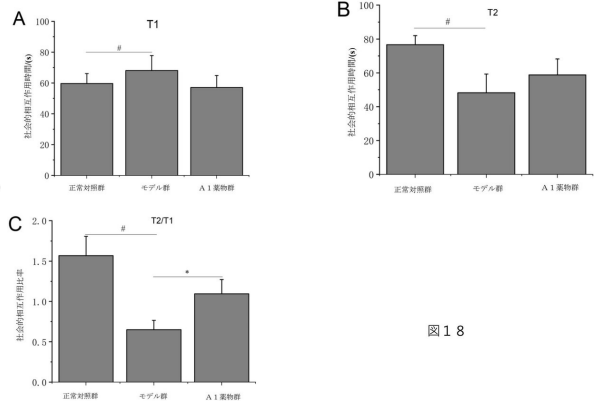 A
T1
社会的相互作用時間/(s)
100
80
60
40
20
0
#
正常対照群
モデル群
A1薬物群
B
T2
社会的相互作用時間/(s)
100
80
60
40
20
0
#
正常対照群
モデル群
A1薬物群
C
T2/T1
社会的相互作用比率
2.0
1.5
1.0
0.5
0.0
#
*
正常対照群
モデル群
A1薬物群
図18